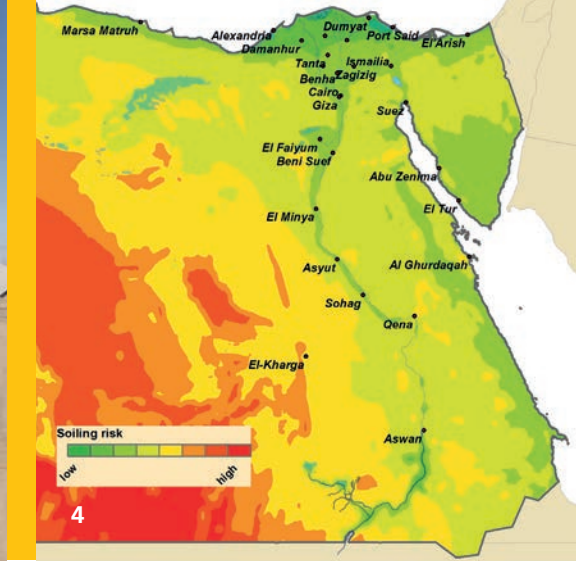 Marsa Matruh
Alexandria
Dumyat
Port Said
Damanhur
El Arish
Tanta
Ismailia
Benha
Zagizig
Cairo
Giza
Suez
El Faiyum
Beni Suef
Abu Zenima
El Minya
El Tur
Asyut
Al Ghurdaqah
Sohag
Qena
El-Kharga
Aswan
Soiling risk
low
high
4